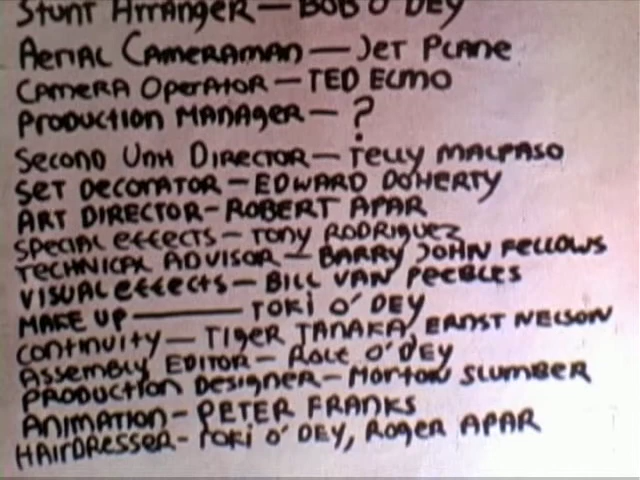 STUNT ARRANGER — BOB O'DEY
AERIAL CAMERAMAN — JET PLANE
CAMERA OPERATOR — TED ELMO
PRODUCTION MANAGER — ?
SECOND UNIT DIRECTOR — TELLY MALPASO
SET DECORATOR — EDWARD DOHERTY
ART DIRECTOR - ROBERT APAR
SPECIAL EFFECTS — TONY RODRIGUEZ
TECHNICAL ADVISOR — BARRY JOHN FELLOWS
VISUAL EFFECTS — BILL VAN PEEBLES
MAKE UP — TOKI O'DEY
CONTINUITY — TIGER TANAKA, ERNST NELSON
ASSEMBLY EDITOR — ROLE O'DEY
PRODUCTION DESIGNER — MORTON SLUMBER
ANIMATION — PETER FRANKS
HAIRDRESSER - TOKI O'DEY, ROGER APAR